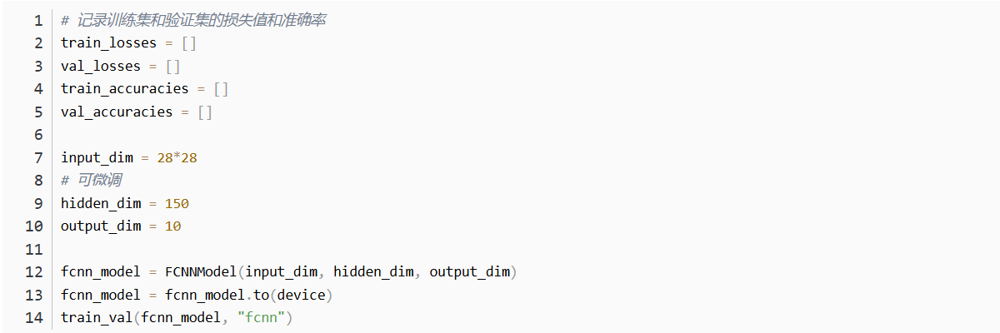 1 # 记录训练集和验证集的损失值和准确率
2 train_losses = []
3 val_losses = []
4 train_accuracies = []
5 val_accuracies = []
6
7 input_dim = 28*28
8 # 可微调
9 hidden_dim = 150
10 output_dim = 10
11
12 fcnn_model = FCNNModel(input_dim, hidden_dim, output_dim)
13 fcnn_model = fcnn_model.to(device)
14 train_val(fcnn_model, "fcnn")